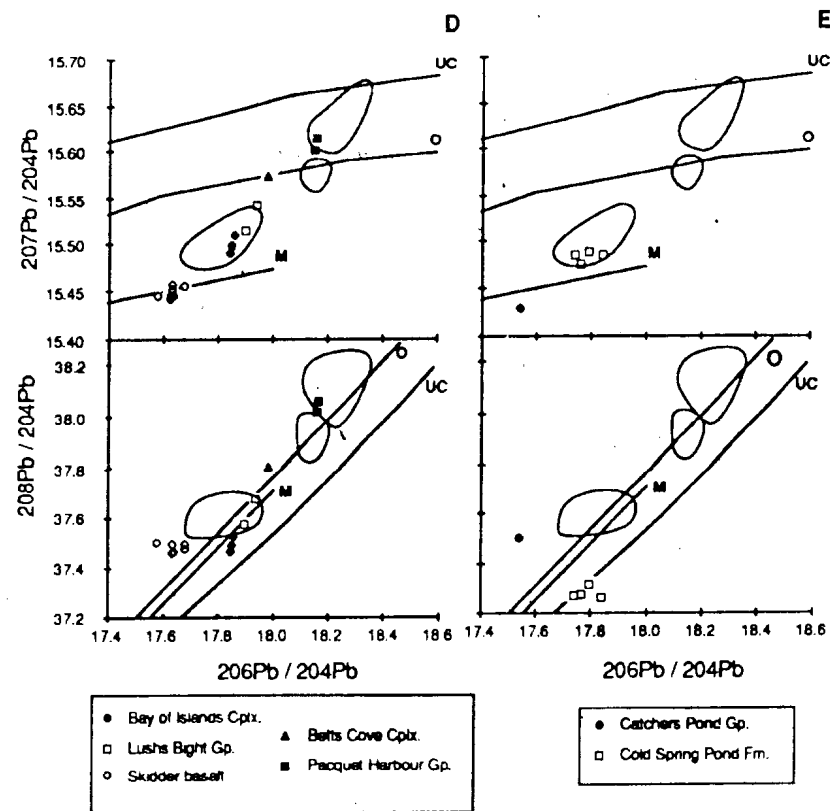 D
E
15.70
15.65
15.60
15.55
15.50
15.45
15.40
207Pb / 204Pb
UC
O
M
UC
O
M
38.2
38.0
37.8
37.6
37.4
37.2
208Pb / 204Pb
O
UC
M
O
UC
M
17.4 17.6 17.8 18.0 18.2 18.4 18.6
17.4 17.6 17.8 18.0 18.2 18.4 18.6
206Pb / 204Pb
206Pb / 204Pb
Bay of Islands Cplx.
Lushs Bight Gp.
Skidder basalt
Betts Cove Cplx.
Pacquet Harbour Gp.
Catchers Pond Gp.
Cold Spring Pond Fm.